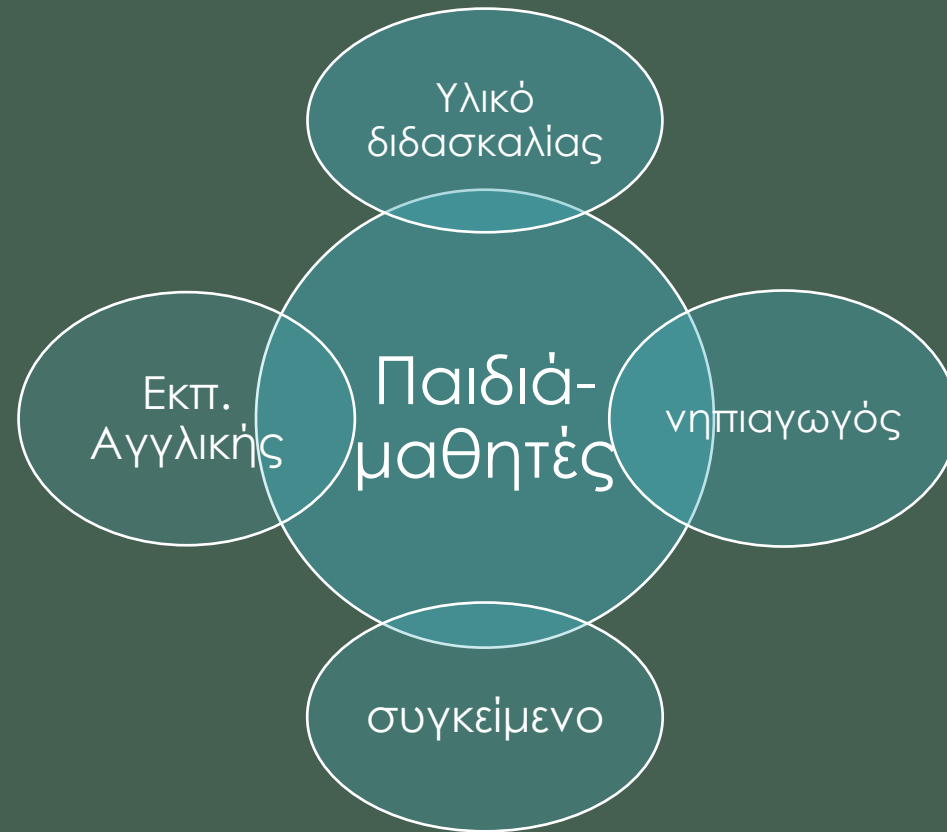 Υλικό
διδασκαλίας
Εκπ.
Αγγλικής
Παιδιά-
μαθητές
νηπιαγωγός
συγκείμενο